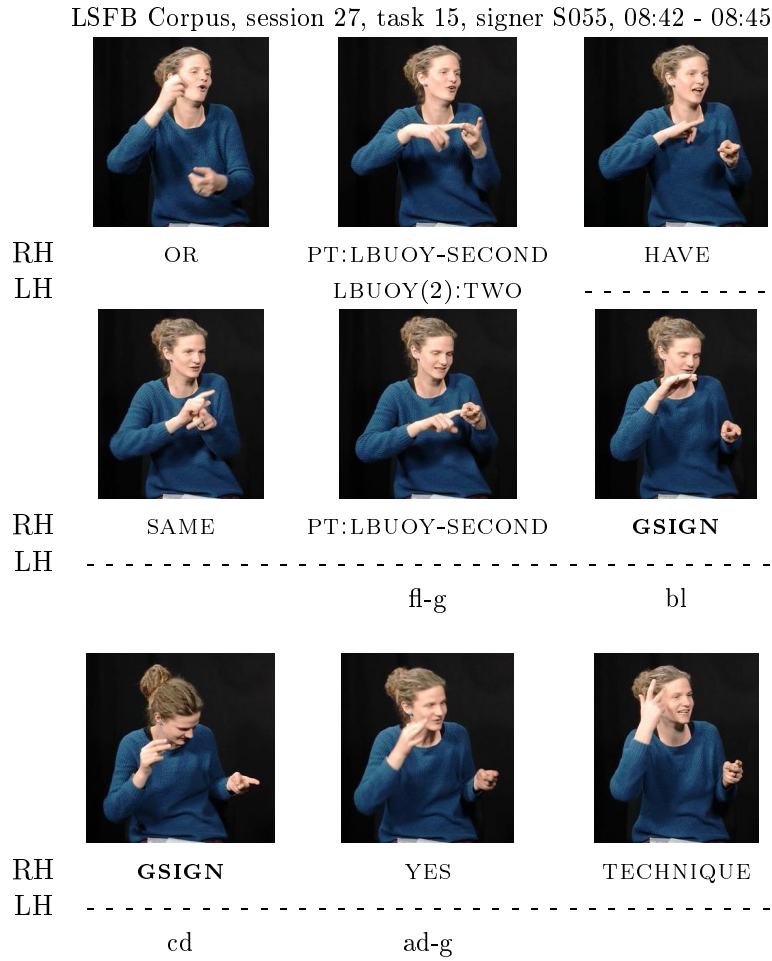 LSFB Corpus, session 27, task 15, signer S055, 08:42 - 08:45
RH OR PT:LBUOY-SECOND HAVE
LH LBUOY(2):TWO - - - - - - - - - -
RH SAME PT:LBUOY-SECOND GSIGN
LH - - - - - - - - - - - - - - - - - - - - - - - - - - - - - - - - - - - -
fl-g bl
RH GSIGN YES TECHNIQUE
LH - - - - - - - - - - - - - - - - - - - - - - - - - - - - - - - - - - - -
cd ad-g